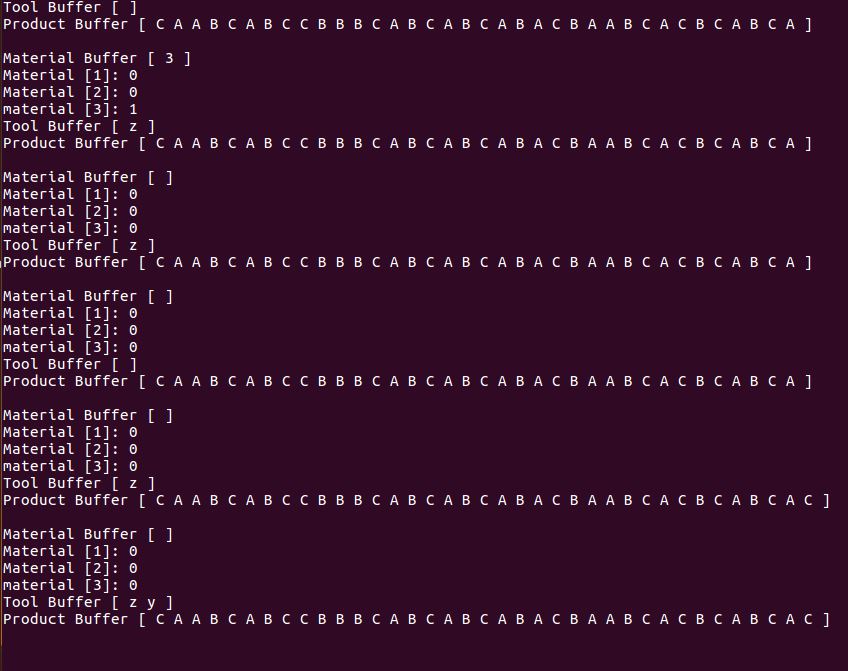 Tool Buffer [ ]
Product Buffer [ C A A B C A B C C B B B C A B C A B C A B A C B A A B C A C B C A B C A ]
Material Buffer [ 3 ]
Material [1]: 0
Material [2]: 0
material [3]: 1
Tool Buffer [ z ]
Product Buffer [ C A A B C A B C C B B B C A B C A B C A B A C B A A B C A C B C A B C A ]
Material Buffer [ ]
Material [1]: 0
Material [2]: 0
material [3]: 0
Tool Buffer [ z ]
Product Buffer [ C A A B C A B C C B B B C A B C A B C A B A C B A A B C A C B C A B C A ]
Material Buffer [ ]
Material [1]: 0
Material [2]: 0
material [3]: 0
Tool Buffer [ ]
Product Buffer [ C A A B C A B C C B B B C A B C A B C A B A C B A A B C A C B C A B C A ]
Material Buffer [ ]
Material [1]: 0
Material [2]: 0
material [3]: 0
Tool Buffer [ z ]
Product Buffer [ C A A B C A B C C B B B C A B C A B C A B A C B A A B C A C B C A B C A C ]
Material Buffer [ ]
Material [1]: 0
Material [2]: 0
material [3]: 0
Tool Buffer [ z y ]
Product Buffer [ C A A B C A B C C B B B C A B C A B C A B A C B A A B C A C B C A B C A C ]